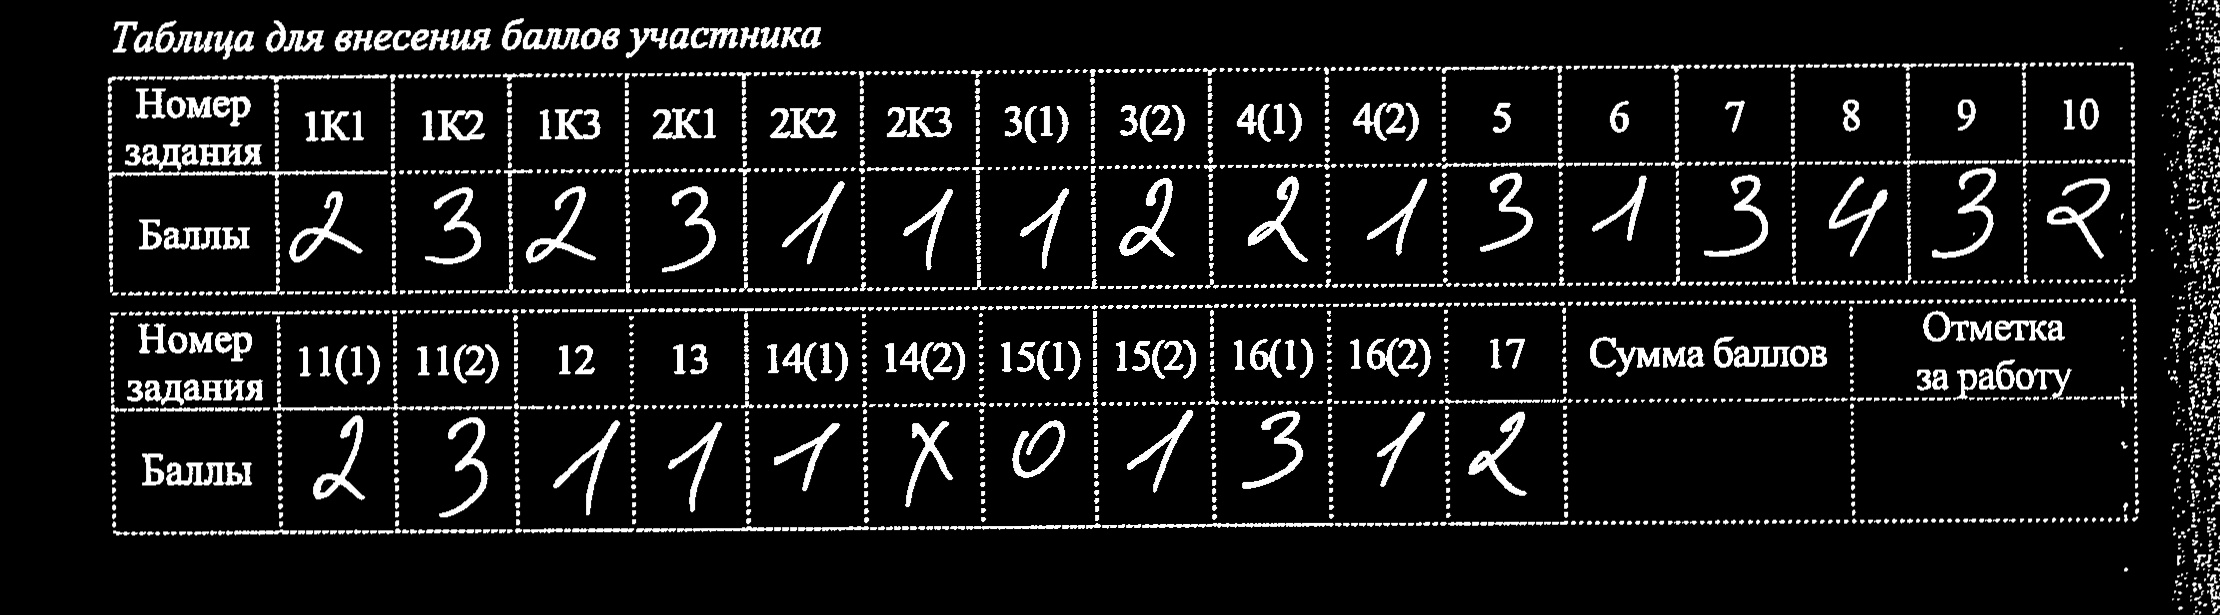 Таблица для внесения баллов участника
Номер задания 1К1 1К2 1К3 2К1 2К2 2К3 3(1) 3(2) 4(1) 4(2) 5 6 7 8 9 10
Баллы 2 3 2 3 1 1 1 2 2 1 3 1 3 4 3 2
Номер задания 11(1) 11(2) 12 13 14(1) 14(2) 15(1) 15(2) 16(1) 16(2) 17 Сумма баллов Отметка за работу
Баллы 2 3 1 1 1 X 0 1 3 1 2